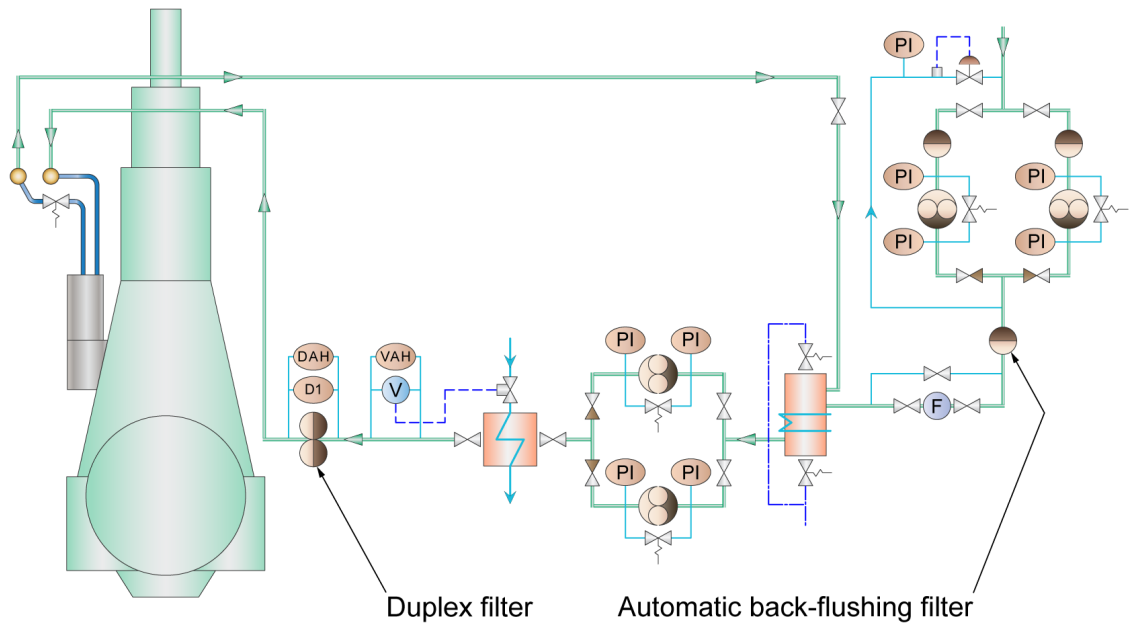 PI
PI PI
PI PI
DAH VAH PI PI
D1 V
F
PI PI
Duplex filter Automatic back-flushing filter